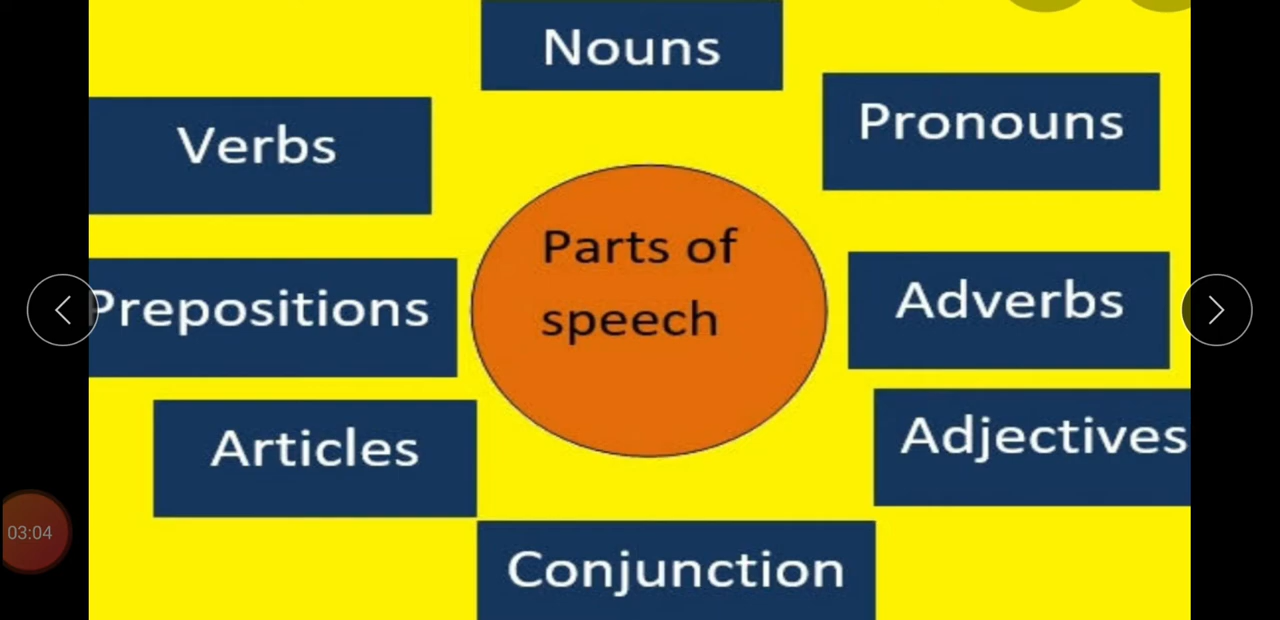 Nouns
Pronouns
Verbs
Parts of
speech
Prepositions
Adverbs
Articles
Adjectives
Conjunction
03:04